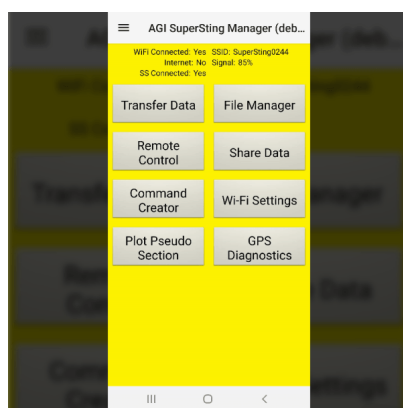 AGI SuperSting Manager (deb...
WiFi Connected: Yes SSID: SuperSting0244
Internet: No Signal: 85%
SS Connected: Yes
Transfer Data File Manager
Remote
Control
Share Data
Command
Creator
Wi-Fi Settings
Plot Pseudo
Section
GPS
Diagnostics